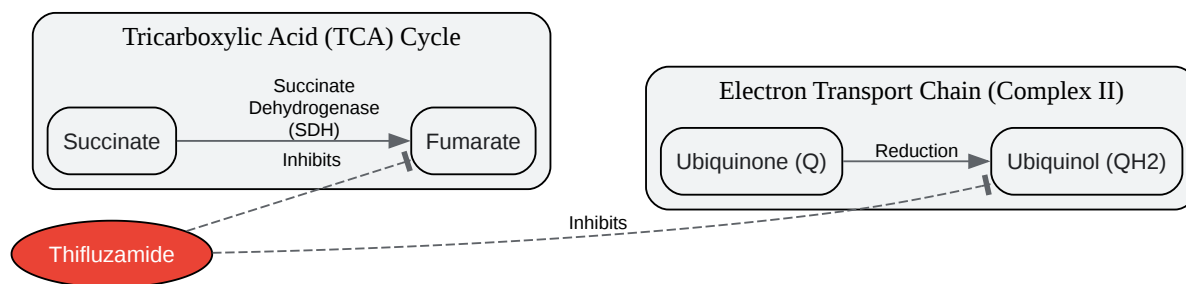 Tricarboxylic Acid (TCA) Cycle
Succinate
Dehydrogenase
(SDH)
Succinate
Fumarate
Inhibits
Electron Transport Chain (Complex II)
Ubiquinone (Q)
Reduction
Ubiquinol (QH2)
Thifluzamide
Inhibits